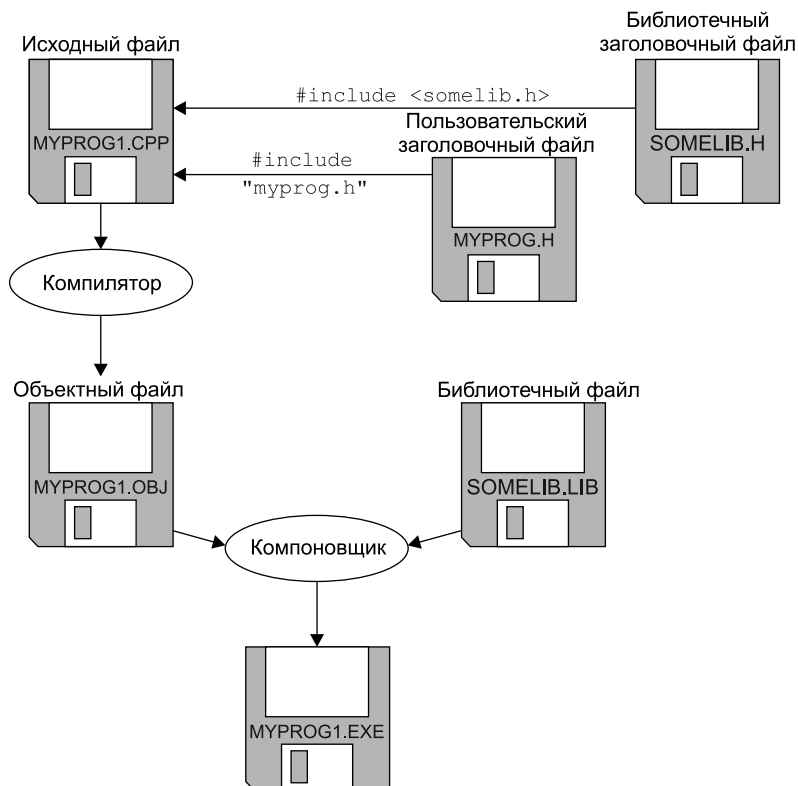 Библиотечный
заголовочный файл
Исходный файл
#include <somelib.h>
Пользовательский
заголовочный файл
MYPROG1.CPP
SOMELIB.H
#include
"myprog.h"
MYPROG.H
Компилятор
Объектный файл
Библиотечный файл
MYPROG1.OBJ
SOMELIB.LIB
Компоновщик
MYPROG1.EXE